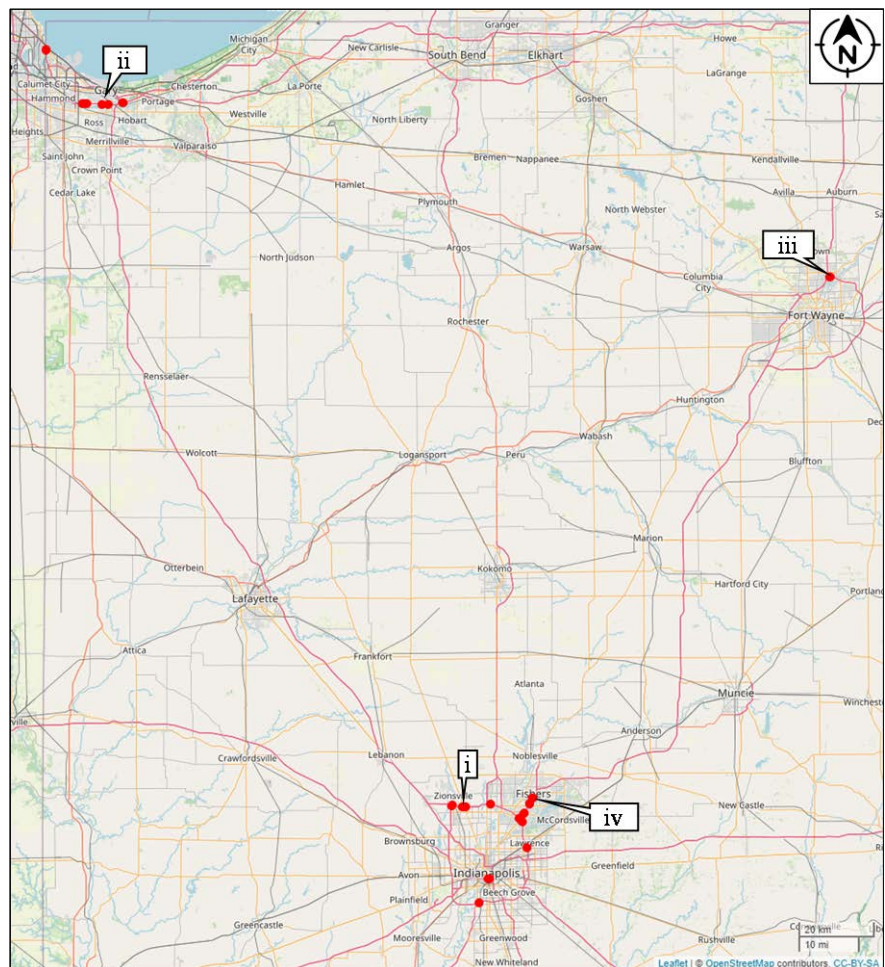 Granger
Howe
Michigan
City
New Carlisle
South Bend
Elkhart
LaGrange
N
ii
Calumet City
Gary
Chesterton
La Porte
Hammond
Portage
Goshen
Ross
Hobart
Westville
North Liberty
Heights
Merrillville
Valparaiso
Saint John
Crown Point
Bremen
Nappanee
Kendallville
Cedar Lake
Hamlet
Avilla
Auburn
Plymouth
North Webster
iii
Argos
Warsaw
North Judson
Columbia
City
Rochester
Fort Wayne
Rensselaer
Huntington
Wabash
Wolcott
Logansport
Peru
Bluffton
Marion
Otterbein
Kokomo
Hartford City
Portland
Lafayette
Attica
Frankfort
Atlanta
Muncie
Winchester
Anderson
Crawfordsville
Lebanon
i
Noblesville
Zionsville
Fishers
New Castle
iv
McCordsville
Brownsburg
Lawrence
Greenfield
Avon
Indianapolis
Beech Grove
Plainfield
Greencastle
Mooresville
Greenwood
Rushville
New Whiteland
20 km
10 mi
Leaflet | © OpenStreetMap contributors, CC-BY-SA